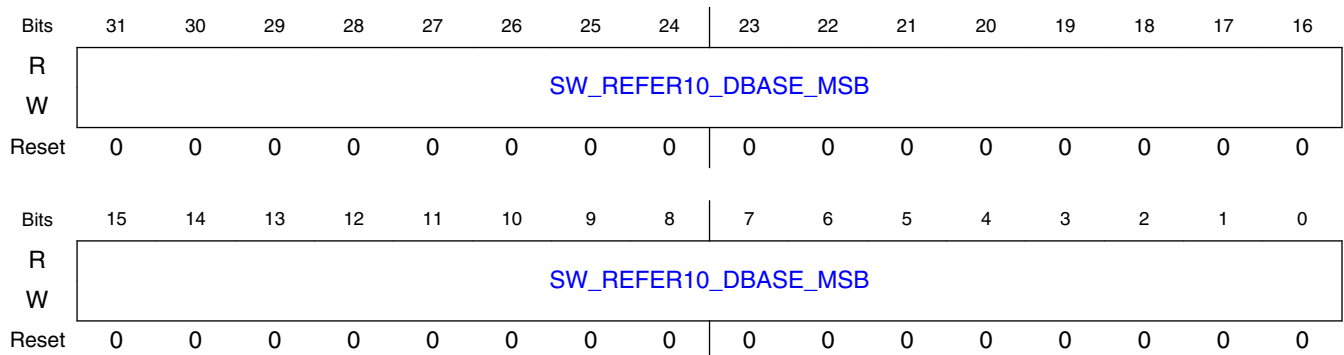 Bits 31 30 29 28 27 26 25 24 23 22 21 20 19 18 17 16
R
SW_REFER10_DBASE_MSB
W
Reset 0 0 0 0 0 0 0 0 0 0 0 0 0 0 0 0
Bits 15 14 13 12 11 10 9 8 7 6 5 4 3 2 1 0
R
SW_REFER10_DBASE_MSB
W
Reset 0 0 0 0 0 0 0 0 0 0 0 0 0 0 0 0